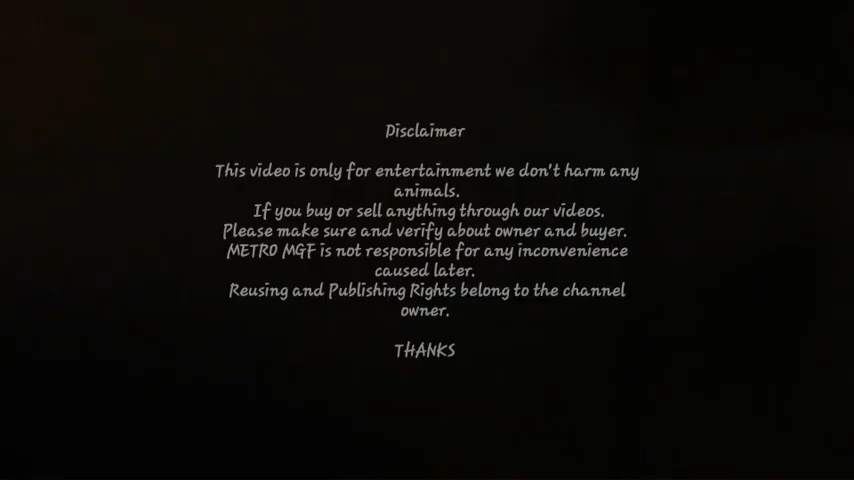 Disclaimer
This video is only for entertainment we don't harm any
animals.
If you buy or sell anything through our videos.
Please make sure and verify about owner and buyer.
METRO MGF is not responsible for any inconvenience
caused later.
Reusing and Publishing Rights belong to the channel
owner.
THANKS